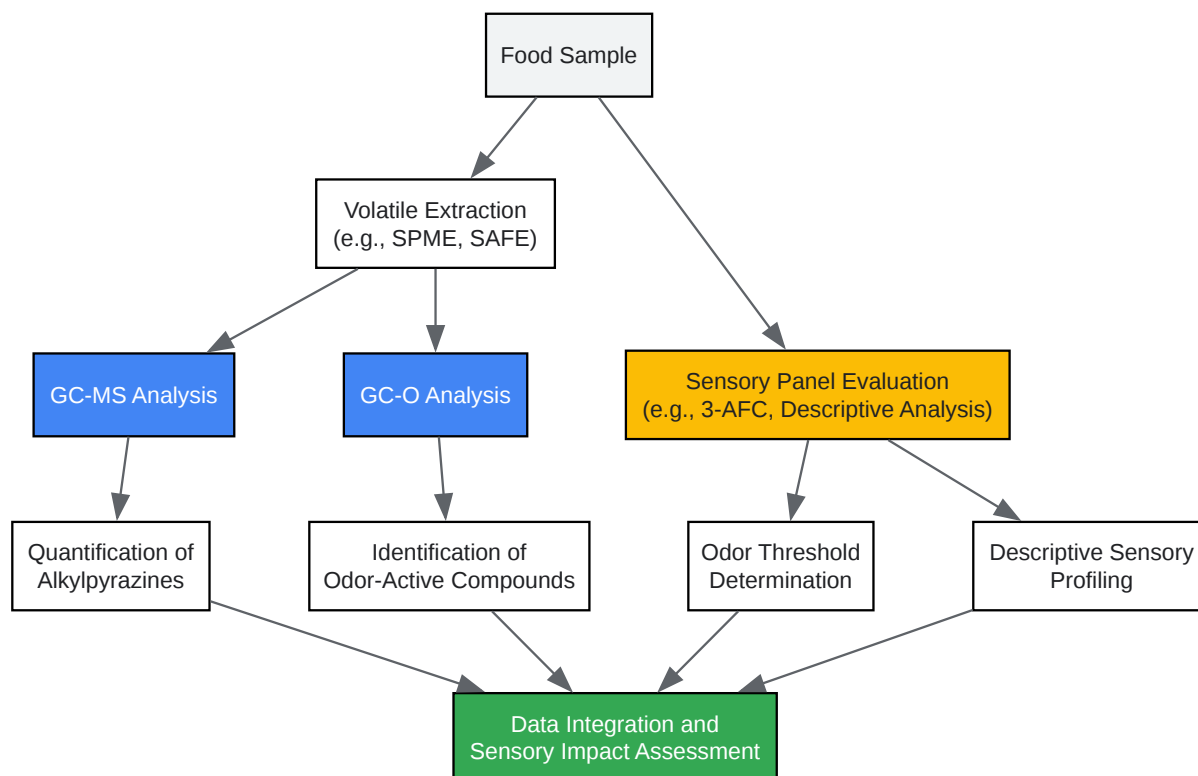 Food Sample
Volatile Extraction
(e.g., SPME, SAFE)
GC-MS Analysis
GC-O Analysis
Sensory Panel Evaluation
(e.g., 3-AFC, Descriptive Analysis)
Quantification of
Alkylpyrazines
Identification of
Odor-Active Compounds
Odor Threshold
Determination
Descriptive Sensory
Profiling
Data Integration and
Sensory Impact Assessment